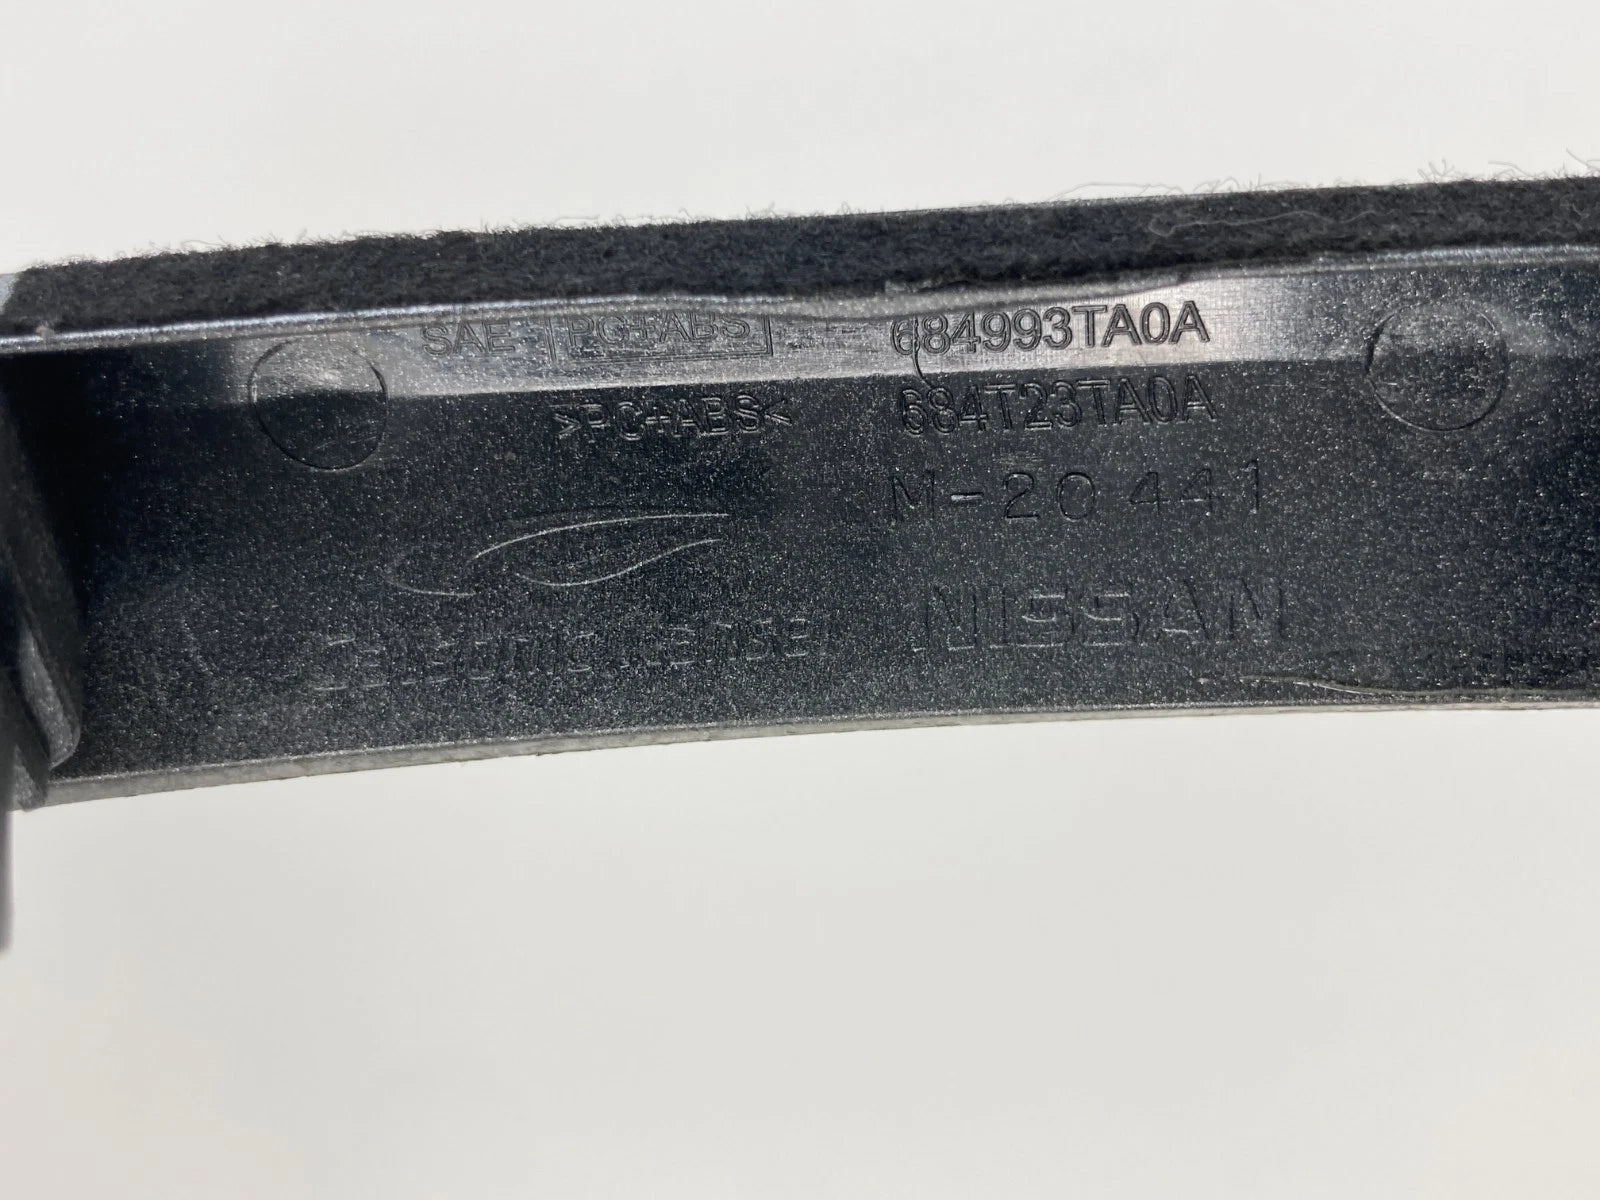 SAE PC+ABS
684993TA0A
>PC+ABS<
684T23TA0A
M-20441
NISSAN